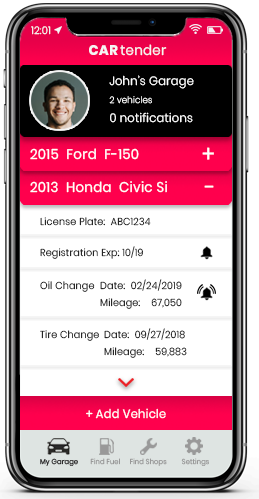 12:01
CARtender
John's Garage
2 vehicles
0 notifications
2015 Ford F-150 +
2013 Honda Civic Si –
License Plate: ABC1234
Registration Exp: 10/19
Oil Change Date: 02/24/2019
Mileage: 67,050
Tire Change Date: 09/27/2018
Mileage: 59,883
+ Add Vehicle
My Garage Find Fuel Find Shops Settings